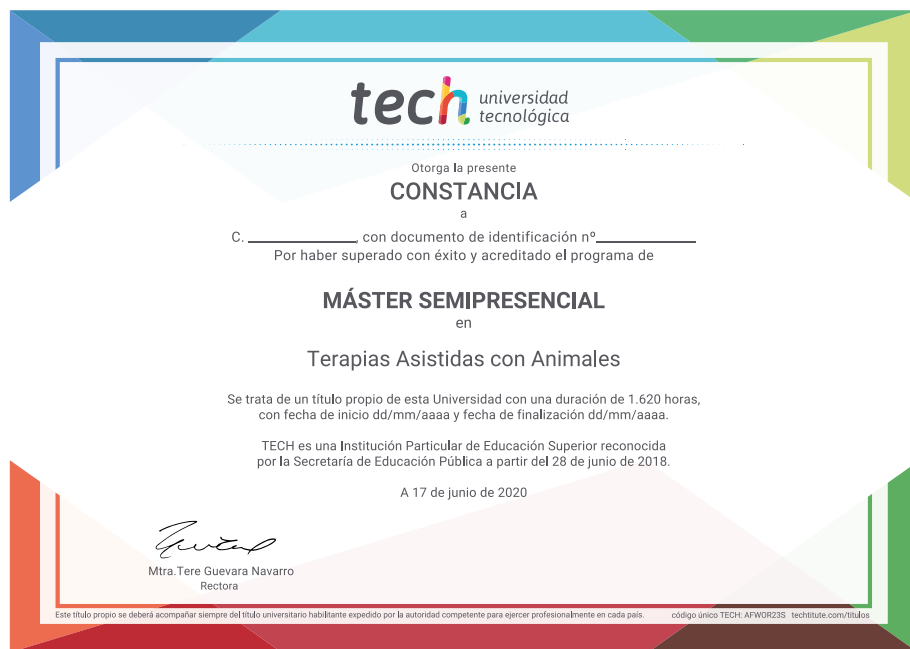 tech universidad
tecnológica
Otorga la presente
CONSTANCIA
a
C. ____________, con documento de identificación nº____________
Por haber superado con éxito y acreditado el programa de
MÁSTER SEMIPRESENCIAL
en
Terapias Asistidas con Animales
Se trata de un título propio de esta Universidad con una duración de 1.620 horas,
con fecha de inicio dd/mm/aaaa y fecha de finalización dd/mm/aaaa.
TECH es una Institución Particular de Educación Superior reconocida
por la Secretaría de Educación Pública a partir del 28 de junio de 2018.
A 17 de junio de 2020
Mtra.Tere Guevara Navarro
Rectora
Este título propio se deberá acompañar siempre del título universitario habilitante expedido por la autoridad competente para ejercer profesionalmente en cada país. código único TECH: AFWOR23S techtitute.com/titulos